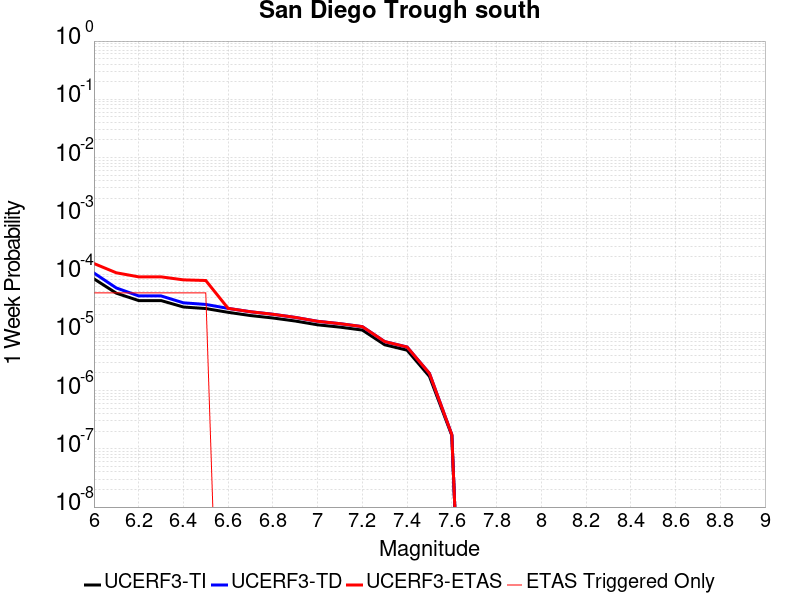 San Diego Trough south
10 0
10 -1
10 -2
10 -3
10 -4
10 -5
10 -6
10 -7
10 -8
1 Week Probability
6 6.2 6.4 6.6 6.8 7 7.2 7.4 7.6 7.8 8 8.2 8.4 8.6 8.8 9
Magnitude
UCERF3-TI UCERF3-TD UCERF3-ETAS ETAS Triggered Only